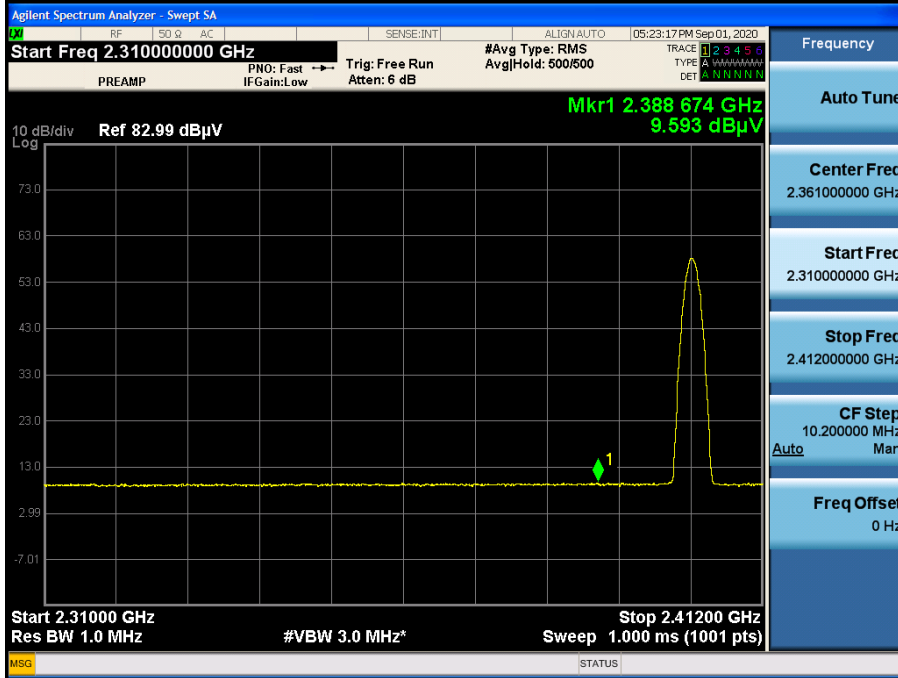 Agilent Spectrum Analyzer - Swept SA
LXI RF 50 Ω AC SENSE:INT ALIGN AUTO 05:23:17 PM Sep 01, 2020
Start Freq 2.310000000 GHz
PREAMP
PNO: Fast
IFGain:Low
Trig: Free Run
Atten: 6 dB
#Avg Type: RMS
Avg|Hold: 500/500
TRACE 1 2 3 4 5 6
TYPE A WWWWW
DET A N N N N N
Mkr1 2.388 674 GHz
9.593 dBµV
10 dB/div
Log
Ref 82.99 dBµV
73.0
63.0
53.0
43.0
33.0
23.0
13.0
2.99
-7.01
1
Start 2.31000 GHz
Stop 2.41200 GHz
Res BW 1.0 MHz
#VBW 3.0 MHz*
Sweep 1.000 ms (1001 pts)
MSG
STATUS
Frequency
Auto Tune
Center Freq
2.361000000 GHz
Start Freq
2.310000000 GHz
Stop Freq
2.412000000 GHz
CF Step
10.200000 MHz
Auto Man
Freq Offset
0 Hz